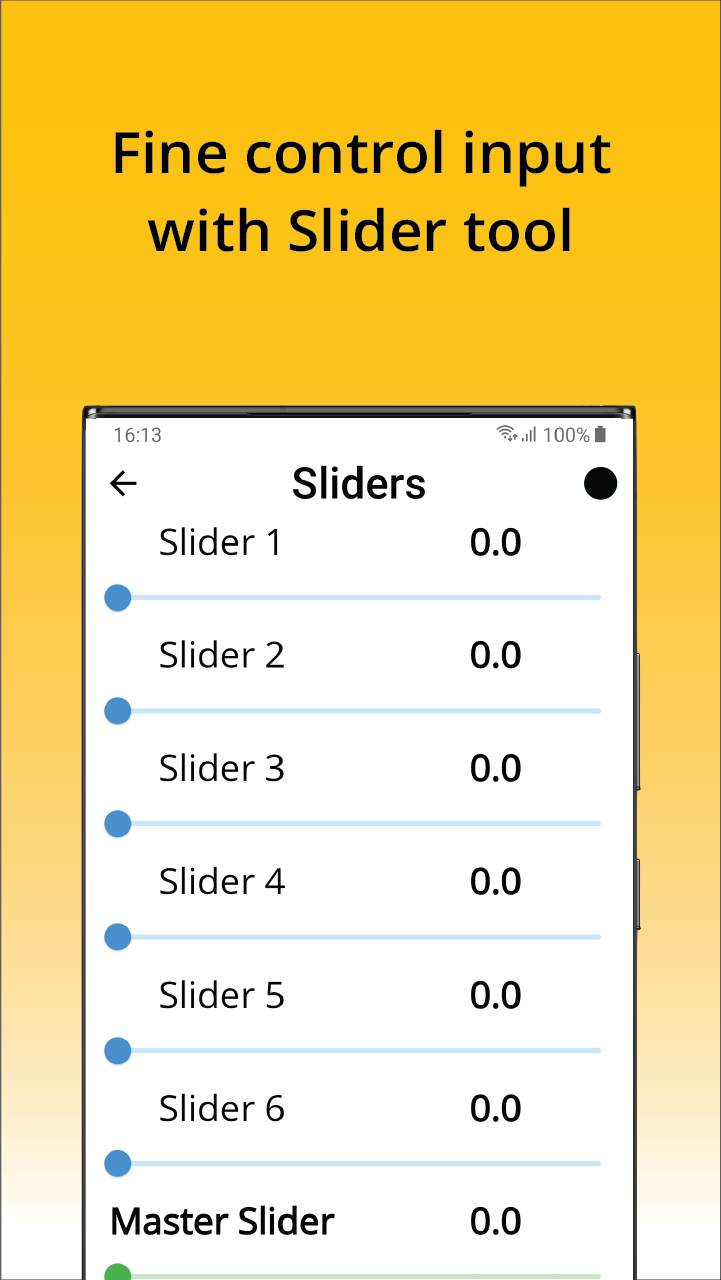 Fine control input
with Slider tool
16:13 100%
Sliders
Slider 1 0.0
Slider 2 0.0
Slider 3 0.0
Slider 4 0.0
Slider 5 0.0
Slider 6 0.0
Master Slider 0.0